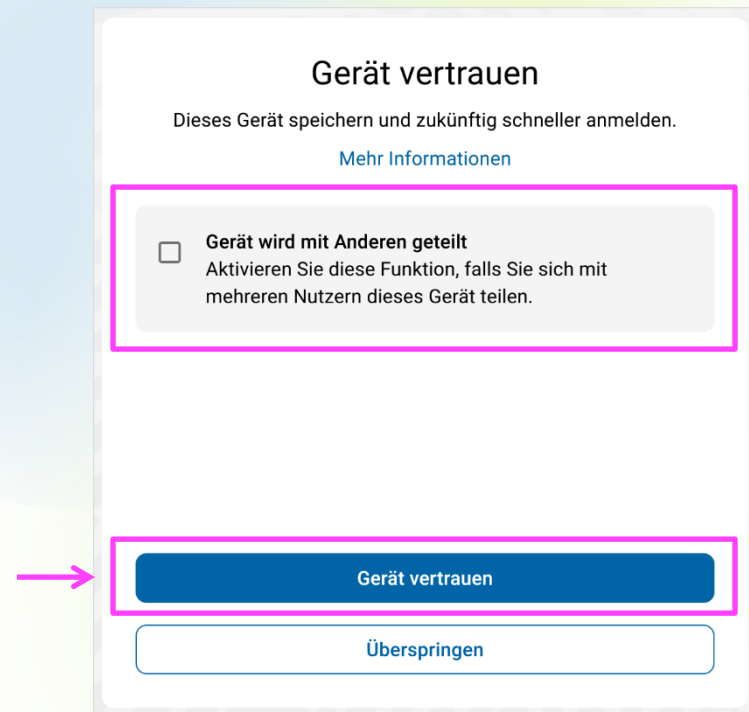 Gerät vertrauen
Dieses Gerät speichern und zukünftig schneller anmelden.
Mehr Informationen
Gerät wird mit Anderen geteilt
Aktivieren Sie diese Funktion, falls Sie sich mit
mehreren Nutzern dieses Gerät teilen.
Gerät vertrauen
Überspringen